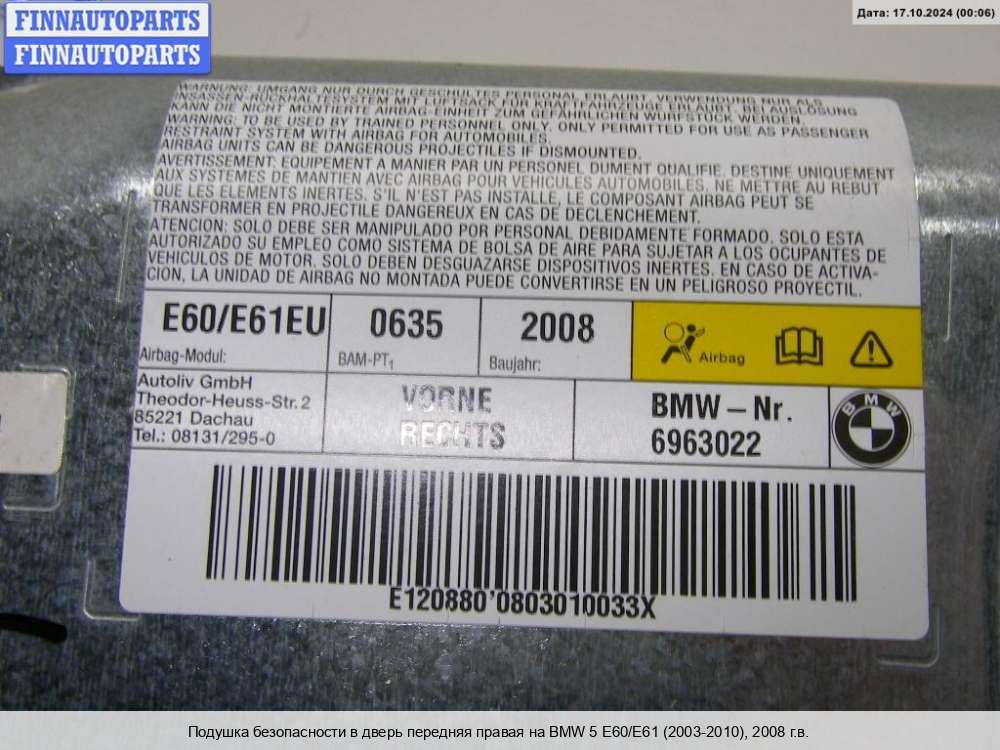 FINNAUTOPARTS
FINNAUTOPARTS
Дата: 17.10.2024 (00:06)
WARNUNG: UMGANG NUR DURCH GESCHULTES PERSONAL ERLAUBT. VERWENDUNG NUR ALS
INSASSEN-RÜCKHALTESYSTEM MIT LUFTSACK FÜR KRAFTFAHRZEUGE ERLAUBT. BEI AUSLÖSUNG
KANN DIE NICHT MONTIERTE AIRBAG-EINHEIT ZUM GEFÄHRLICHEN WURFSTÜCK WERDEN.
WARNING: TO BE USED BY TRAINED PERSONNEL ONLY. ONLY PERMITTED FOR USE AS PASSENGER
RESTRAINT SYSTEM WITH AIRBAG FOR AUTOMOBILES.
AIRBAG UNITS CAN BE DANGEROUS PROJECTILES IF DISMOUNTED.
AVERTISSEMENT: EQUIPEMENT A MANIER PAR UN PERSONEL DUMENT QUALIFIE. DESTINE UNIQUEMENT
AUX SYSTEMES DE MANTIEN AVEC AIRBAG POUR VEHICULES AUTOMOBILES. NE METTRE AU REBUT
QUE LES ELEMENTS INERTES. S'IL N'EST PAS INSTALLE, LE COMPOSANT AIRBAG PEUT SE
TRANSFORMER EN PROJECTILE DANGEREUX EN CAS DE DECLENCHEMENT.
ATENCION: SOLO DEBE SER MANIPULADO POR PERSONAL DEBIDAMENTE FORMADO. SOLO ESTA
AUTORIZADO SU EMPLEO COMO SISTEMA DE BOLSA DE AIRE PARA SUJETAR A LOS OCUPANTES DE
VEHICULOS DE MOTOR. SOLO DEBEN DESGUAZARSE DISPOSITIVOS INERTES. EN CASO DE ACTIVA-
CION, LA UNIDAD DE AIRBAG NO MONTADA PUEDE CONVERTIRSE EN UN PELIGROSO PROYECTIL.
E60/E61EU
0635
2008
Airbag-Modul:
BAM-PT1
Baujahr:
Airbag
Autoliv GmbH
Theodor-Heuss-Str. 2
85221 Dachau
Tel.: 08131/295-0
VORNE
RECHTS
BMW – Nr.
6963022
BMW
E120880'0803010033X
Подушка безопасности в дверь передняя правая на BMW 5 E60/E61 (2003-2010), 2008 г.в.